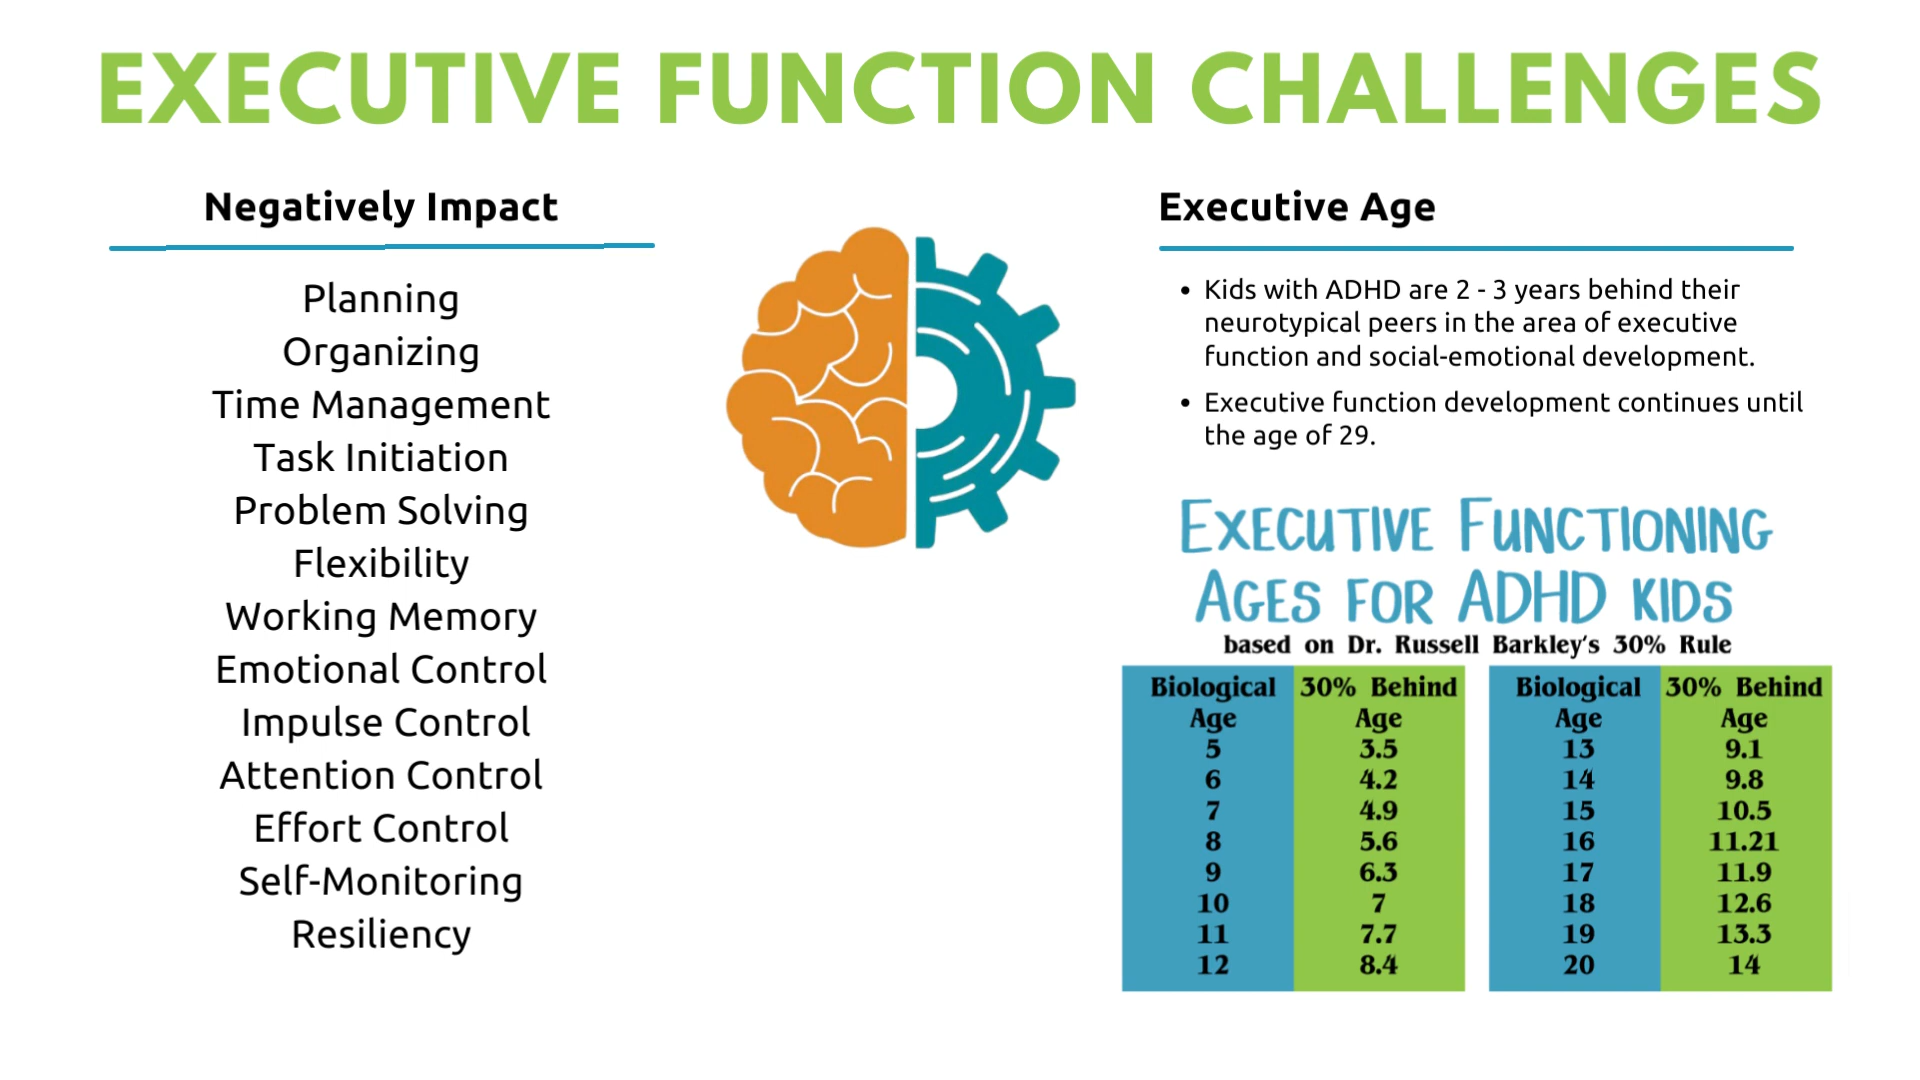 EXECUTIVE FUNCTION CHALLENGES
Negatively Impact
Planning
Organizing
Time Management
Task Initiation
Problem Solving
Flexibility
Working Memory
Emotional Control
Impulse Control
Attention Control
Effort Control
Self-Monitoring
Resiliency
Executive Age
• Kids with ADHD are 2 - 3 years behind their
neurotypical peers in the area of executive
function and social-emotional development.
• Executive function development continues until
the age of 29.
EXECUTIVE FUNCTIONING
AGES FOR ADHD KIDS
based on Dr. Russell Barkley's 30% Rule
Biological 30% Behind Biological 30% Behind
Age Age Age Age
5 3.5 13 9.1
6 4.2 14 9.8
7 4.9 15 10.5
8 5.6 16 11.21
9 6.3 17 11.9
10 7 18 12.6
11 7.7 19 13.3
12 8.4 20 14